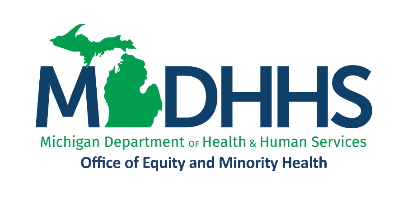 MDHHS
Michigan Department OF Health & Human Services
Office of Equity and Minority Health